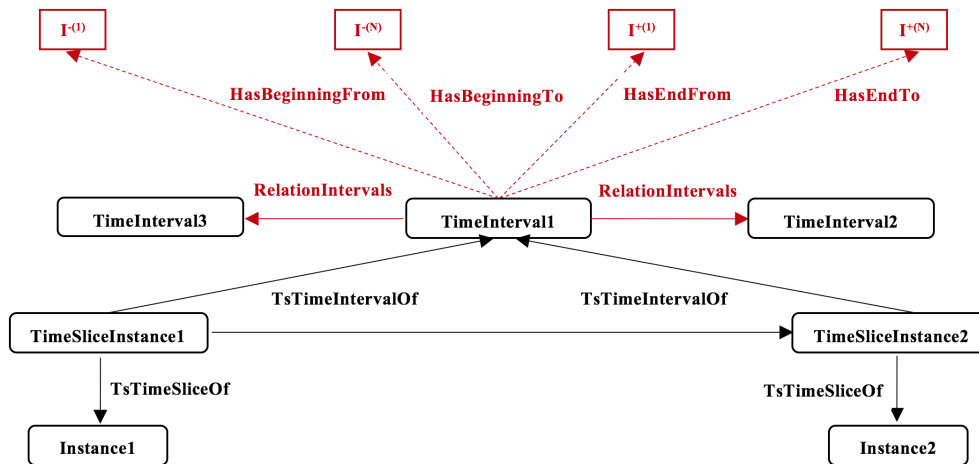 I-(1)
I-(N)
I+(1)
I+(N)
HasBeginningFrom
HasBeginningTo
HasEndFrom
HasEndTo
RelationIntervals
RelationIntervals
TimeInterval3
TimeInterval1
TimeInterval2
TsTimeIntervalOf
TsTimeIntervalOf
TimeSliceInstance1
TimeSliceInstance2
TsTimeSliceOf
TsTimeSliceOf
Instance1
Instance2